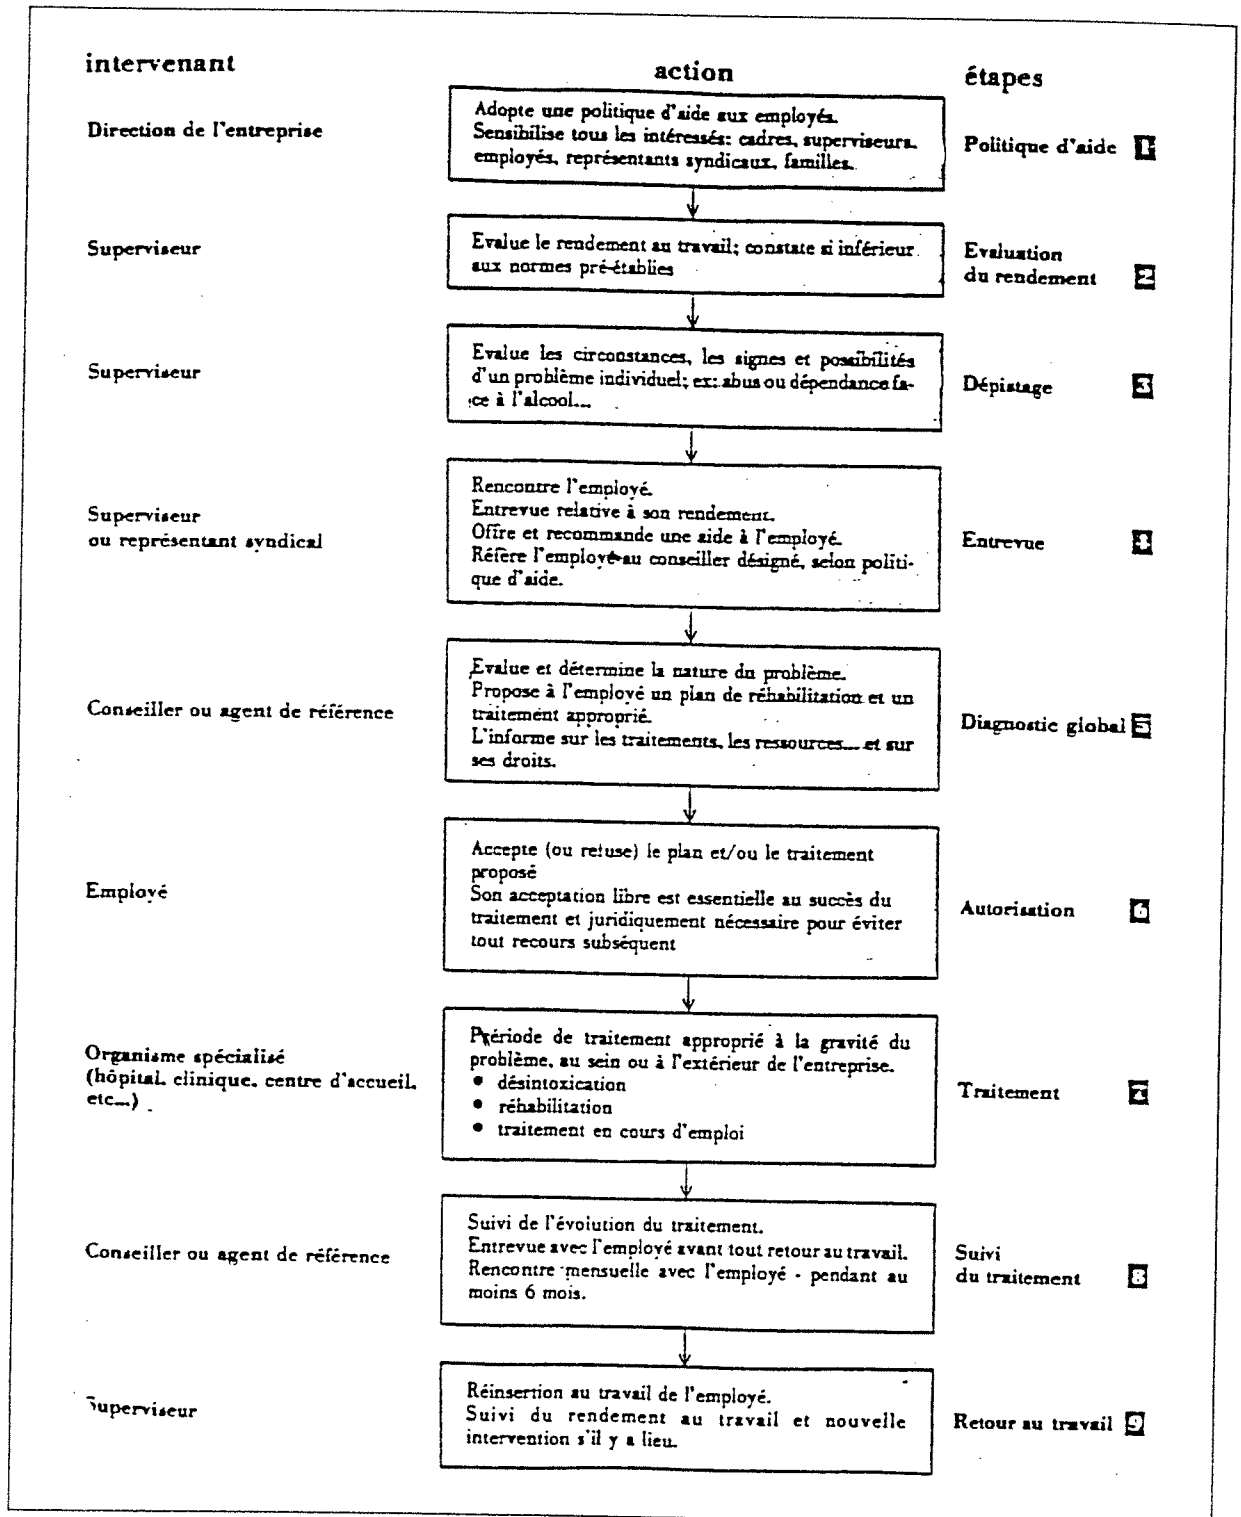 intervenant
action
étapes
Direction de l'entreprise
Adopte une politique d'aide aux employés.
Sensibilise tous les intéressés: cadres, superviseurs,
employés, représentants syndicaux, familles.
Politique d'aide 1
Superviseur
Evalue le rendement au travail; constate si inférieur
aux normes pré-établies
Evaluation
du rendement 2
Superviseur
Evalue les circonstances, les signes et possibilités
d'un problème individuel; ex: abus ou dépendance fa-
ce à l'alcool...
Dépistage 3
Superviseur
ou représentant syndical
Rencontre l'employé.
Entrevue relative à son rendement.
Offre et recommande une aide à l'employé.
Réfère l'employé au conseiller désigné, selon politi-
que d'aide.
Entrevue 4
Conseiller ou agent de référence
Evalue et détermine la nature du problème.
Propose à l'employé un plan de réhabilitation et un
traitement approprié.
L'informe sur les traitements, les ressources... et sur
ses droits.
Diagnostic global 5
Employé
Accepte (ou refuse) le plan et/ou le traitement
proposé
Son acceptation libre est essentielle au succès du
traitement et juridiquement nécessaire pour éviter
tout recours subséquent
Autorisation 6
Organisme spécialisé
(hôpital, clinique, centre d'accueil,
etc...)
Période de traitement approprié à la gravité du
problème, au sein ou à l'extérieur de l'entreprise.
• désintoxication
• réhabilitation
• traitement en cours d'emploi
Traitement 7
Conseiller ou agent de référence
Suivi de l'évolution du traitement.
Entrevue avec l'employé avant tout retour au travail.
Rencontre mensuelle avec l'employé - pendant au
moins 6 mois.
Suivi
du traitement 8
Superviseur
Réinsertion au travail de l'employé.
Suivi du rendement au travail et nouvelle
intervention s'il y a lieu.
Retour au travail 9